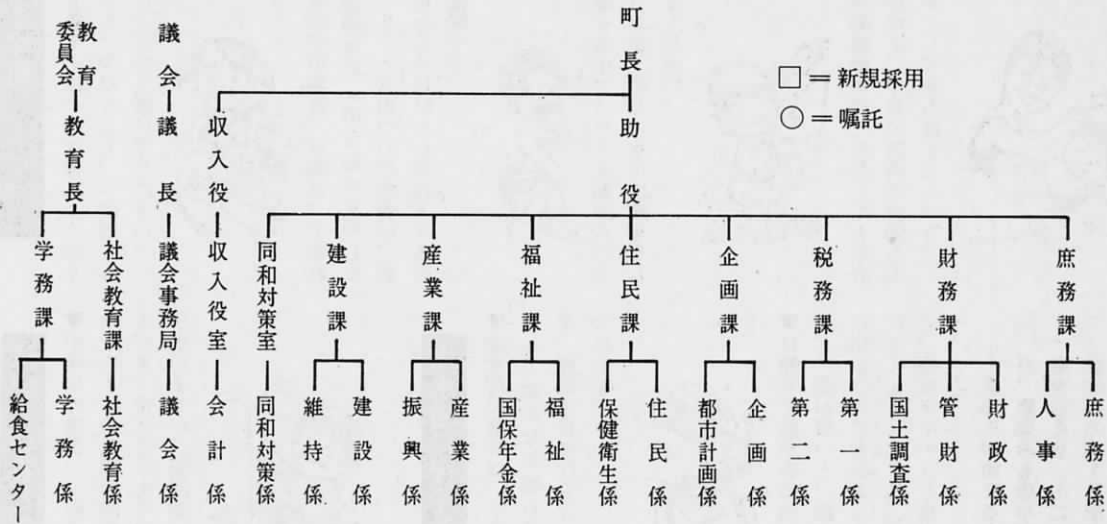 町長
助役
□＝新規採用
○＝嘱託
庶務課
庶務係
人事係
財務課
財政係
管財係
国土調査係
税務課
第一係
第二係
企画課
企画係
都市計画係
住民課
住民係
保健衛生係
福祉課
福祉係
国保年金係
産業課
産業係
振興係
建設課
建設係
維持係
同和対策室
同和対策係
収入役
収入役室
会計係
議会
議長
議会事務局
議会係
教育委員会
教育長
社会教育課
社会教育係
学務課
学務係
給食センター